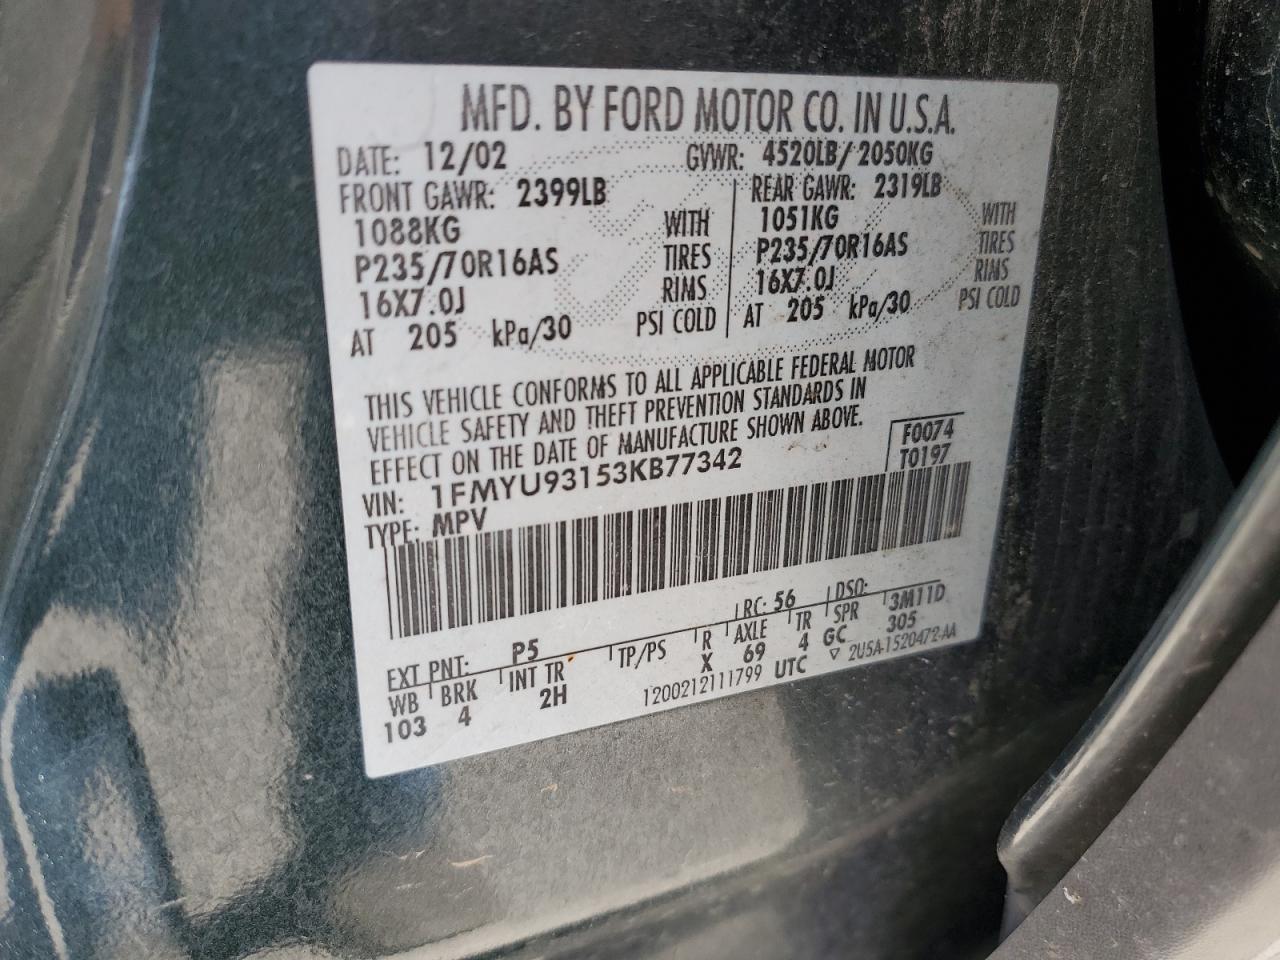 MFD. BY FORD MOTOR CO. IN U.S.A.
DATE: 12/02 GVWR: 4520LB/2050KG
FRONT GAWR: 2399LB REAR GAWR: 2319LB
1088KG WITH 1051KG WITH
P235/70R16AS TIRES P235/70R16AS TIRES
16X7.0J RIMS 16X7.0J RIMS
AT 205 kPa/30 PSI COLD AT 205 kPa/30 PSI COLD
THIS VEHICLE CONFORMS TO ALL APPLICABLE FEDERAL MOTOR
VEHICLE SAFETY AND THEFT PREVENTION STANDARDS IN
EFFECT ON THE DATE OF MANUFACTURE SHOWN ABOVE.
F0074
VIN: 1FMYU93153KB77342 T0197
TYPE: MPV
EXT PNT: P5 RC: 56 DSO: 3M11D
WB BRK INT TR TP/PS R AXLE TR SPR 305
103 4 2H X 69 4 GC
1200212111799 UTC ▽ 2U5A-1520472-AA